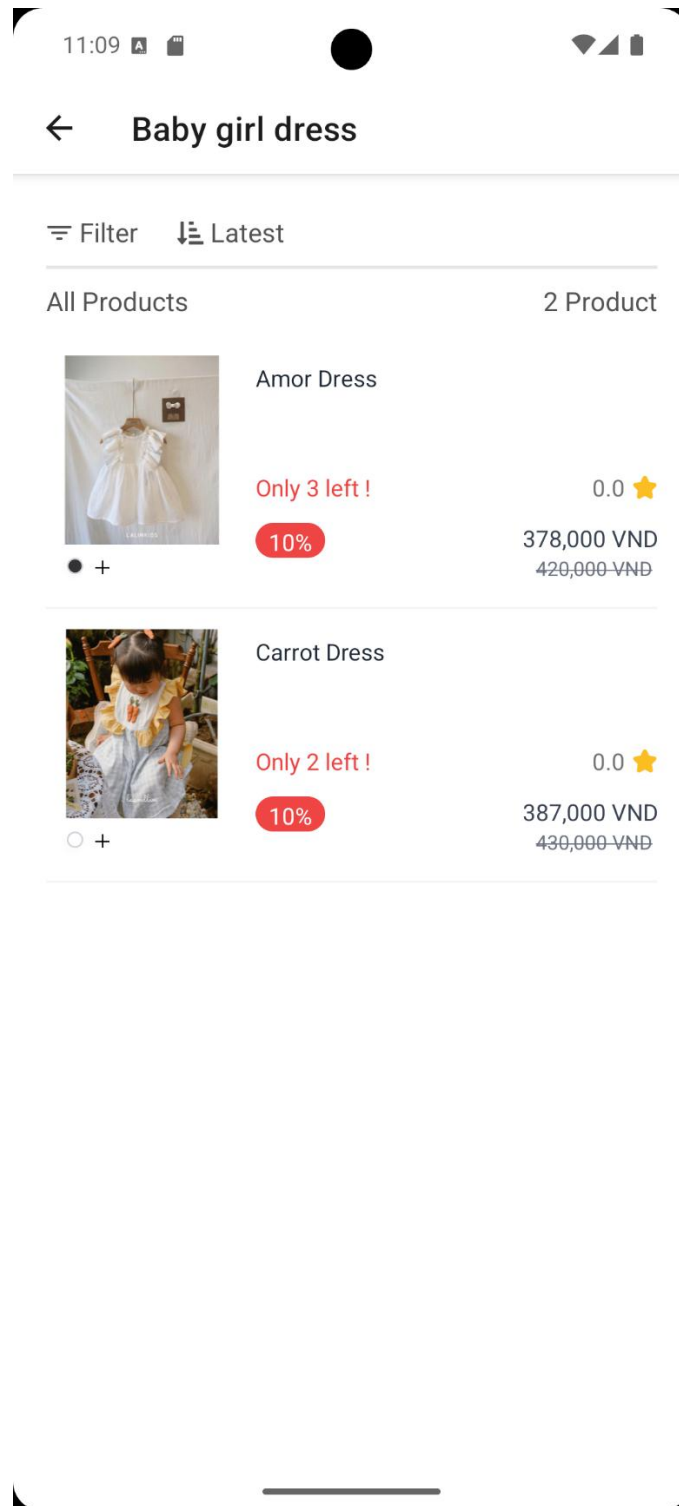 11:09
Baby girl dress
Filter
Latest
All Products
2 Product
Amor Dress
Only 3 left !
0.0
10%
378,000 VND
420,000 VND
+
Carrot Dress
Only 2 left !
0.0
10%
387,000 VND
430,000 VND
+